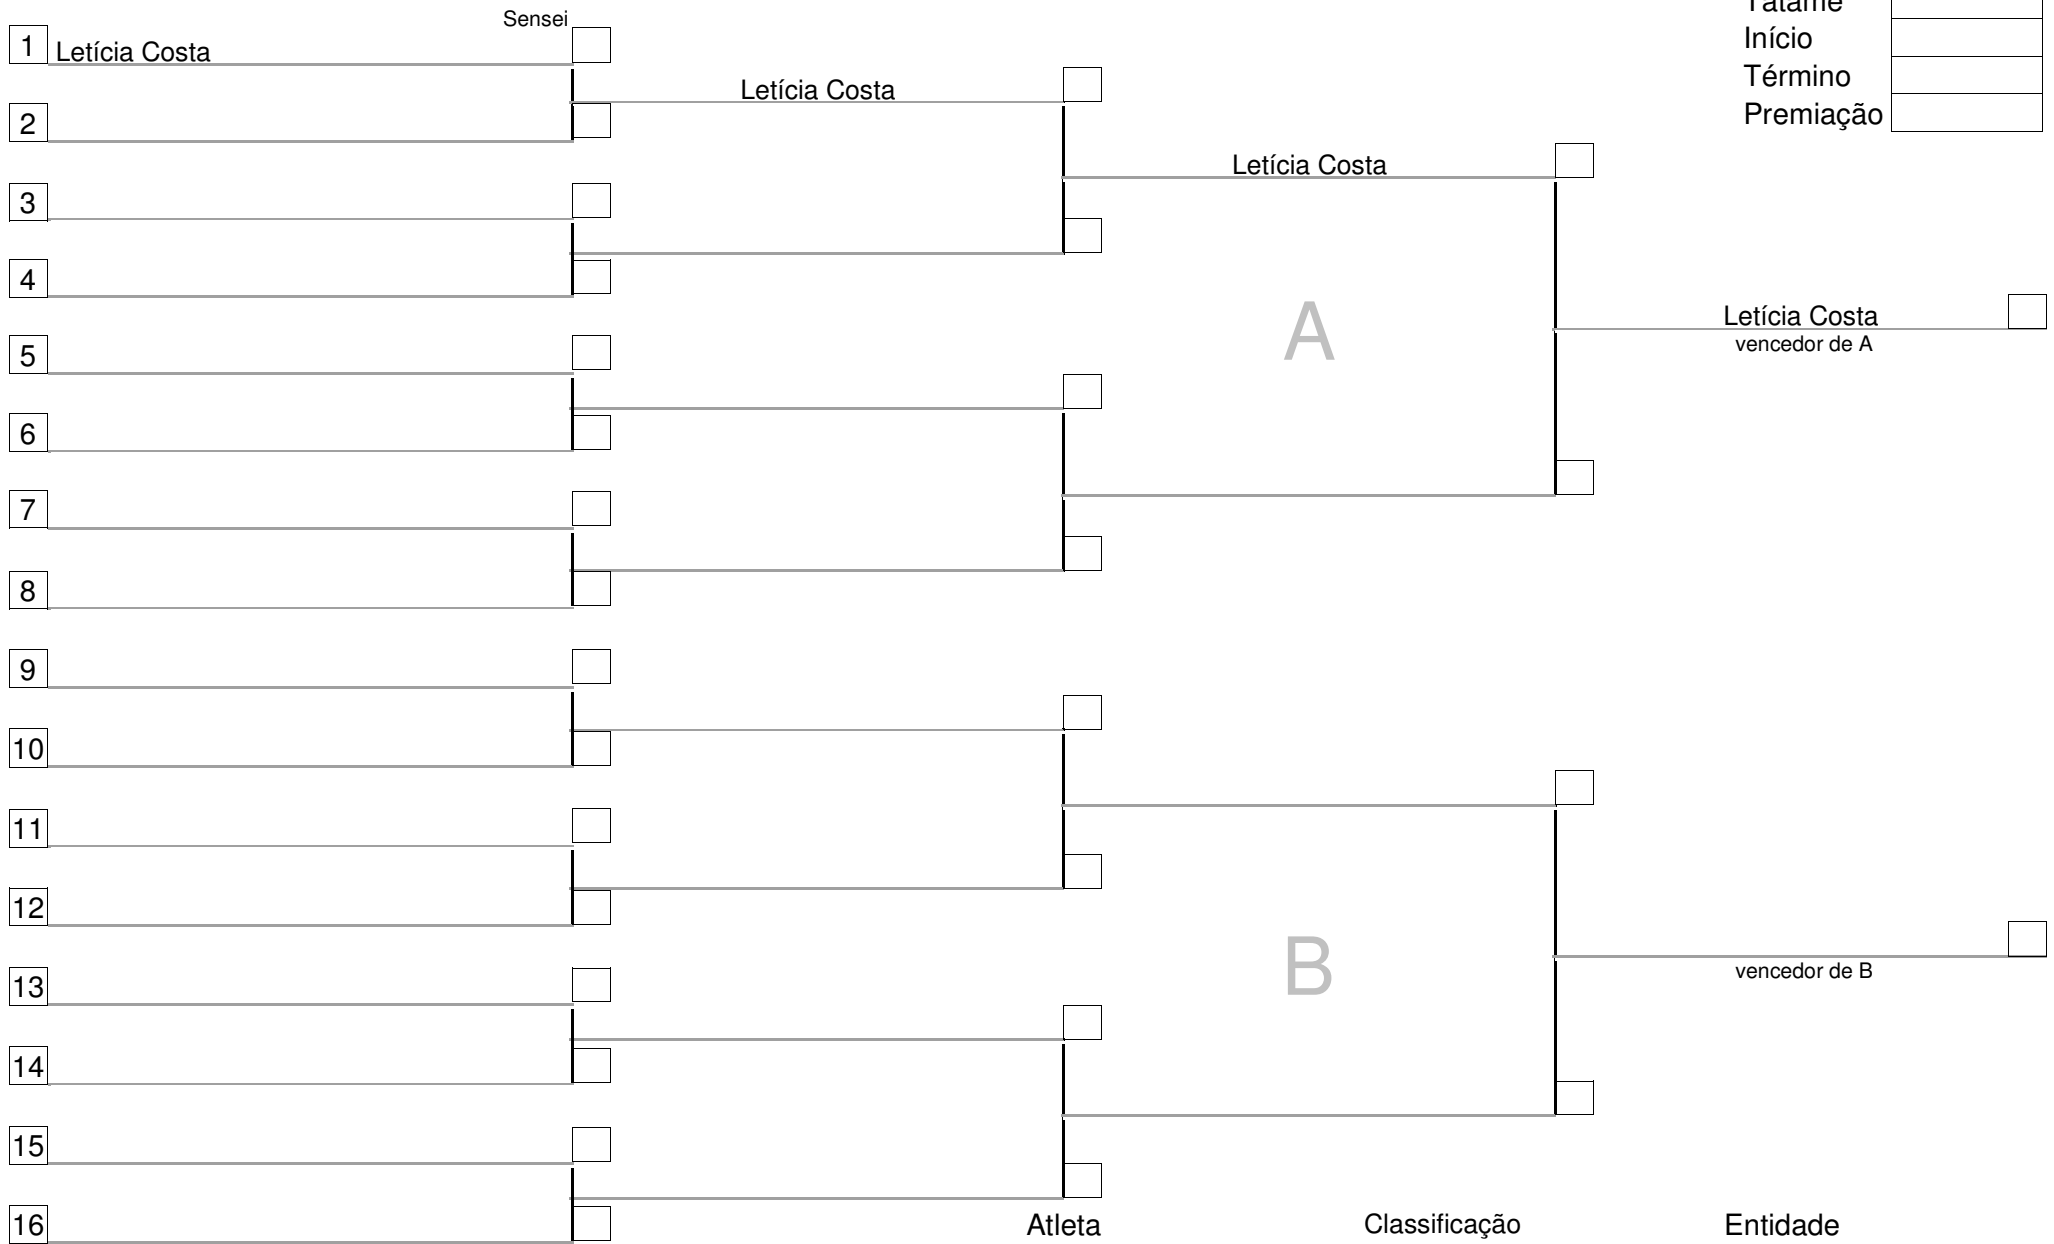 Tatame
Sensei
1 Letícia Costa
Início
Letícia Costa
Término
2
Premiação
Letícia Costa
3
4
A
Letícia Costa
vencedor de A
5
6
7
8
9
10
11
12
B
vencedor de B
13
14
15
16
Atleta Classificação Entidade